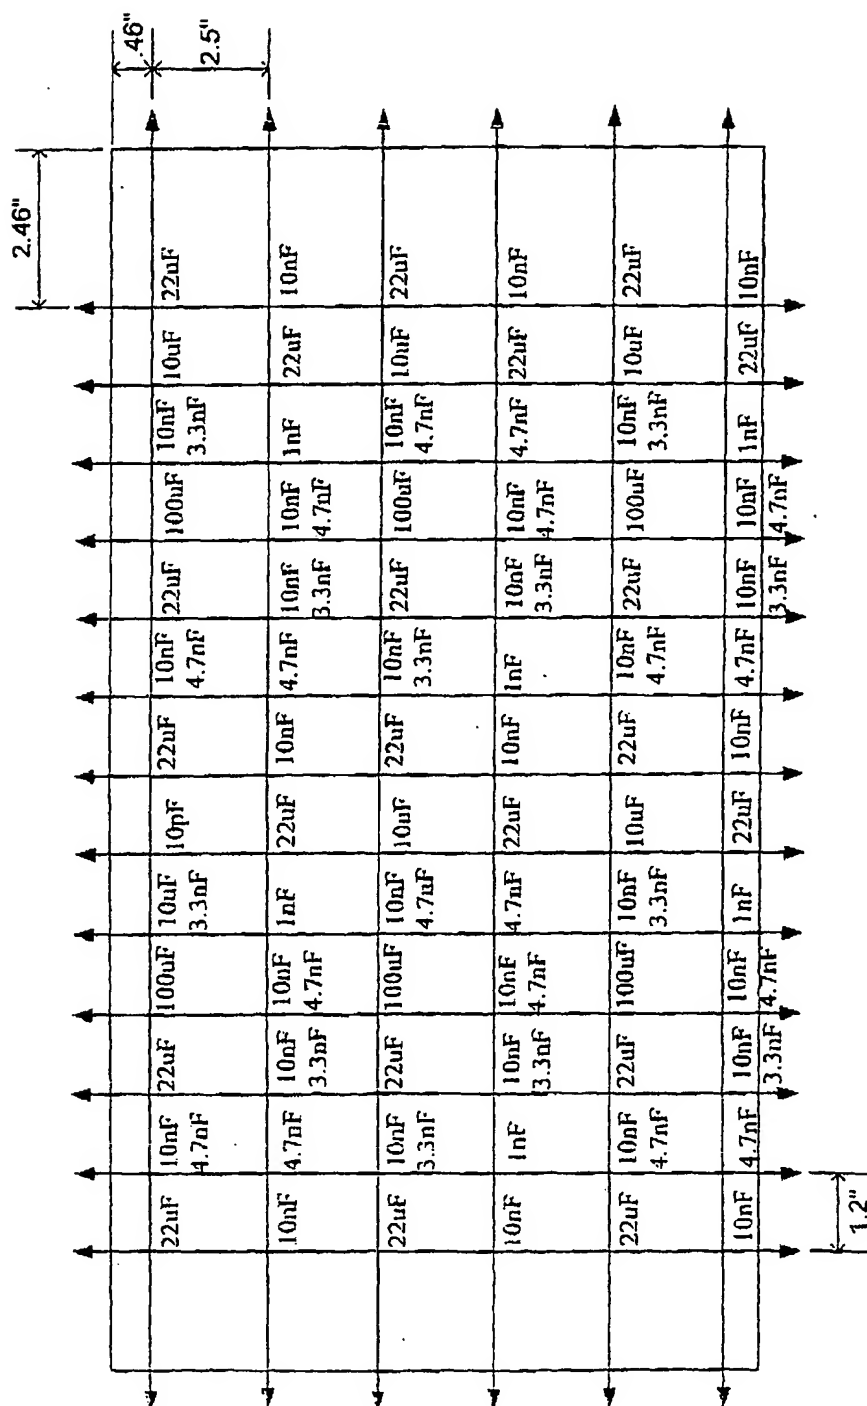 2.46"
.46"
22uF 10nF 22uF 100uF 10uF 10pF 22uF 10nF 22uF 100uF 10nF 10uF 22uF
4.7nF 3.3nF 4.7nF 3.3nF
2.5"
10nF 4.7nF 10nF 10nF 1nF 22uF 10nF 4.7nF 10nF 10nF 1nF 22uF 10nF
3.3nF 4.7nF 3.3nF 4.7uF
22uF 10nF 22uF 100uF 10nF 10uF 22uF 10nF 22uF 100uF 10nF 10uF 22uF
3.3nF 4.7uF 3.3nF 4.7nF
10nF 1nF 10nF 10nF 4.7nF 22uF 10nF 1nF 10nF 10nF 4.7nF 22uF 10nF
3.3nF 4.7nF 3.3nF 4.7nF
22uF 10nF 22uF 100uF 10nF 10uF 22uF 10nF 22uF 100uF 10nF 10uF 22uF
4.7nF 3.3nF 4.7nF 3.3nF
10nF 4.7nF 10nF 10nF 1nF 22uF 10nF 4.7nF 10nF 10nF 1nF 22uF 10nF
3.3nF 4.7nF 3.3nF 4.7nF
1.2"